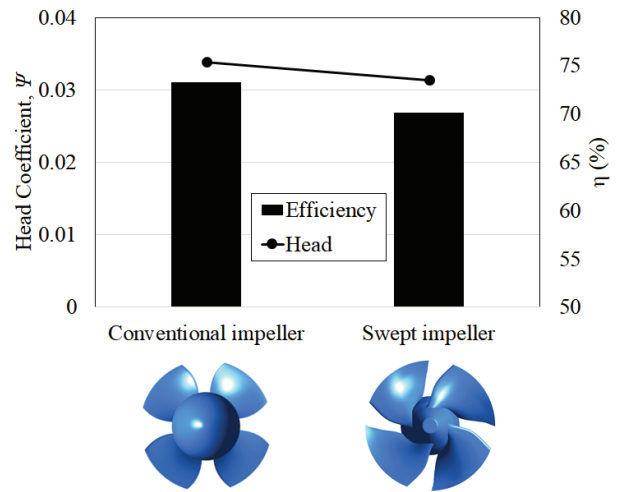 0.04
0.03
0.02
0.01
0
Head Coefficient, Ψ
80
75
70
65
60
55
50
η (%)
Efficiency
Head
Conventional impeller
Swept impeller